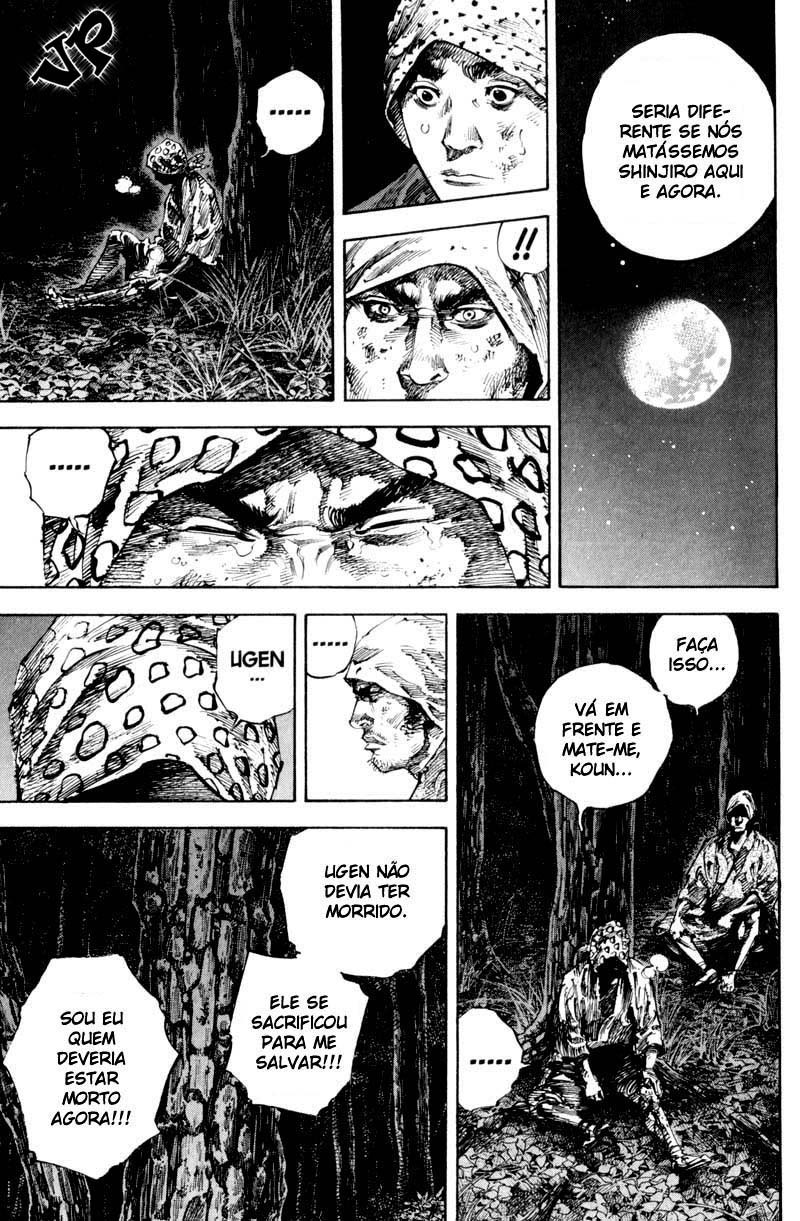 SERIA DIFE-
RENTE SE NÓS
MATÁSSEMOS
SHINJIRO AQUI
E AGORA.
!!
.....
VP
.....
FAÇA
ISSO...
VÁ EM
FRENTE E
MATE-ME,
KOUN...
.....
.....
UGEN
...
UGEN NÃO
DEVIA TER
MORRIDO.
ELE SE
SACRIFICOU
PARA ME
SALVAR!!!
SOU EU
QUEM
DEVERIA
ESTAR
MORTO
AGORA!!!